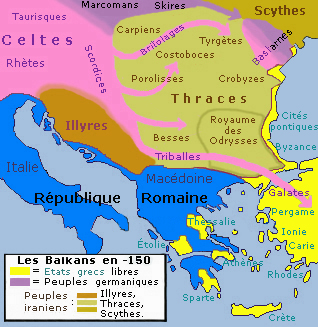 Marcomans
Skires
Scythes
Taurisques
Carpiens
Britolages
Tyrgètes
Bastarnes
Celtes
Scordices
Costoboces
Rhètes
Porolisses
Crobyzes
Thraces
Illyres
Royaume
des
Odrysses
Cités
pontiques
Besses
Byzance
Triballes
Italie
Macédoine
Galates
République Romaine
Pergame
Thessalie
Ionie
Étolie
Carie
Athènes
Rhodes
Sparte
Crète
Les Balkans en -150
= Etats grecs libres
= Peuples germaniques
Peuples
iraniens :
= Illyres,
Thraces,
Scythes.